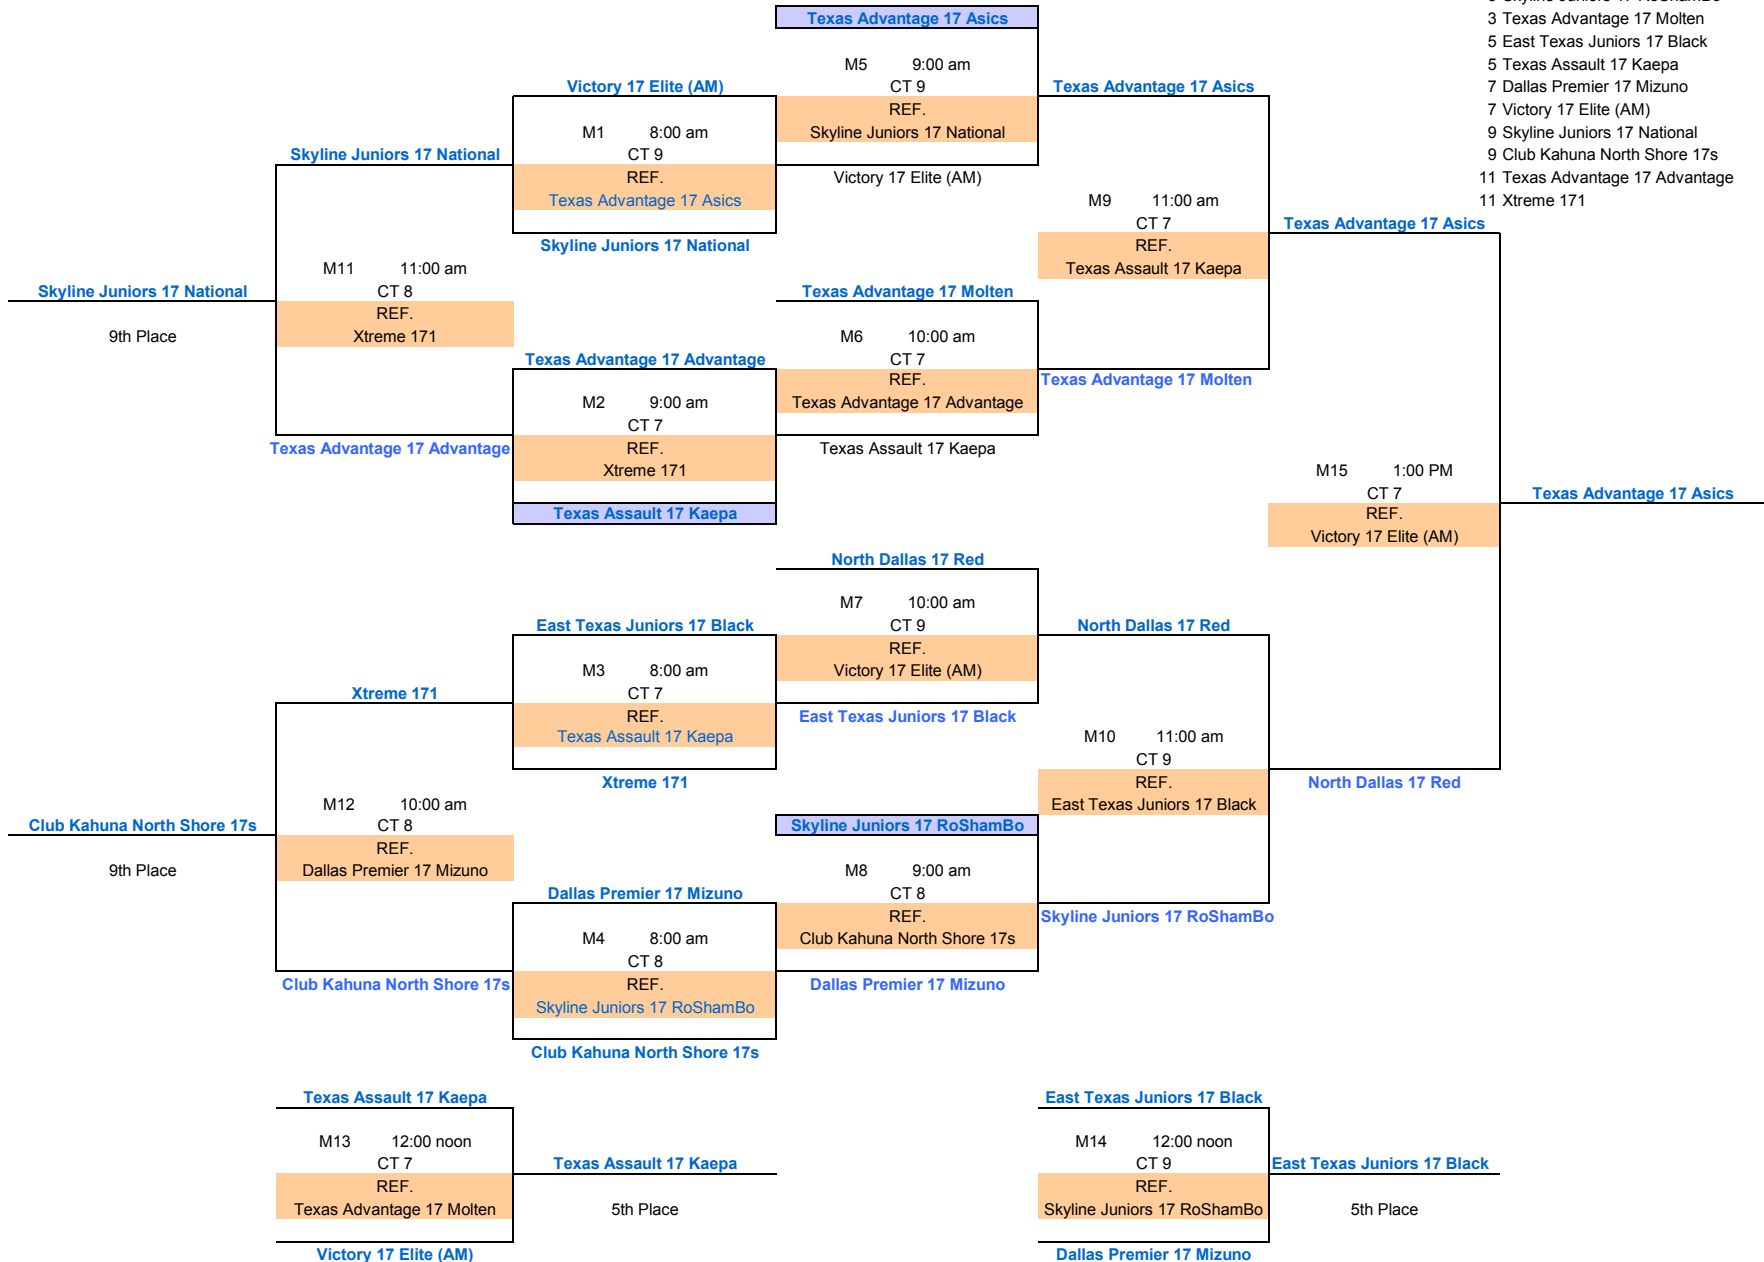 Texas Advantage 17 Asics
3 Texas Advantage 17 Molten
5 East Texas Juniors 17 Black
5 Texas Assault 17 Kaepa
7 Dallas Premier 17 Mizuno
7 Victory 17 Elite (AM)
9 Skyline Juniors 17 National
9 Club Kahuna North Shore 17s
11 Texas Advantage 17 Advantage
11 Xtreme 171
M5 9:00 am
CT 9
REF.
Skyline Juniors 17 National
Victory 17 Elite (AM)
Texas Advantage 17 Asics
M1 8:00 am
CT 9
REF.
Texas Advantage 17 Asics
Skyline Juniors 17 National
Victory 17 Elite (AM)
Skyline Juniors 17 National
M9 11:00 am
CT 7
REF.
Texas Assault 17 Kaepa
Texas Advantage 17 Asics
M11 11:00 am
CT 8
REF.
Xtreme 171
Skyline Juniors 17 National
9th Place
Texas Advantage 17 Molten
M6 10:00 am
CT 7
REF.
Texas Advantage 17 Advantage
Texas Advantage 17 Molten
Texas Advantage 17 Advantage
M2 9:00 am
CT 7
REF.
Xtreme 171
Texas Advantage 17 Advantage
Texas Assault 17 Kaepa
Texas Assault 17 Kaepa
M15 1:00 PM
CT 7
REF.
Victory 17 Elite (AM)
Texas Advantage 17 Asics
North Dallas 17 Red
M7 10:00 am
CT 9
REF.
Victory 17 Elite (AM)
East Texas Juniors 17 Black
North Dallas 17 Red
M3 8:00 am
CT 7
REF.
Texas Assault 17 Kaepa
Xtreme 171
East Texas Juniors 17 Black
Xtreme 171
M10 11:00 am
CT 9
REF.
East Texas Juniors 17 Black
North Dallas 17 Red
M12 10:00 am
CT 8
REF.
Dallas Premier 17 Mizuno
Club Kahuna North Shore 17s
9th Place
Skyline Juniors 17 RoShamBo
M8 9:00 am
CT 8
REF.
Club Kahuna North Shore 17s
Skyline Juniors 17 RoShamBo
Dallas Premier 17 Mizuno
M4 8:00 am
CT 8
REF.
Skyline Juniors 17 RoShamBo
Club Kahuna North Shore 17s
Dallas Premier 17 Mizuno
Club Kahuna North Shore 17s
Texas Assault 17 Kaepa
M13 12:00 noon
CT 7
REF.
Texas Advantage 17 Molten
Victory 17 Elite (AM)
Texas Assault 17 Kaepa
5th Place
East Texas Juniors 17 Black
M14 12:00 noon
CT 9
REF.
Skyline Juniors 17 RoShamBo
Dallas Premier 17 Mizuno
East Texas Juniors 17 Black
5th Place